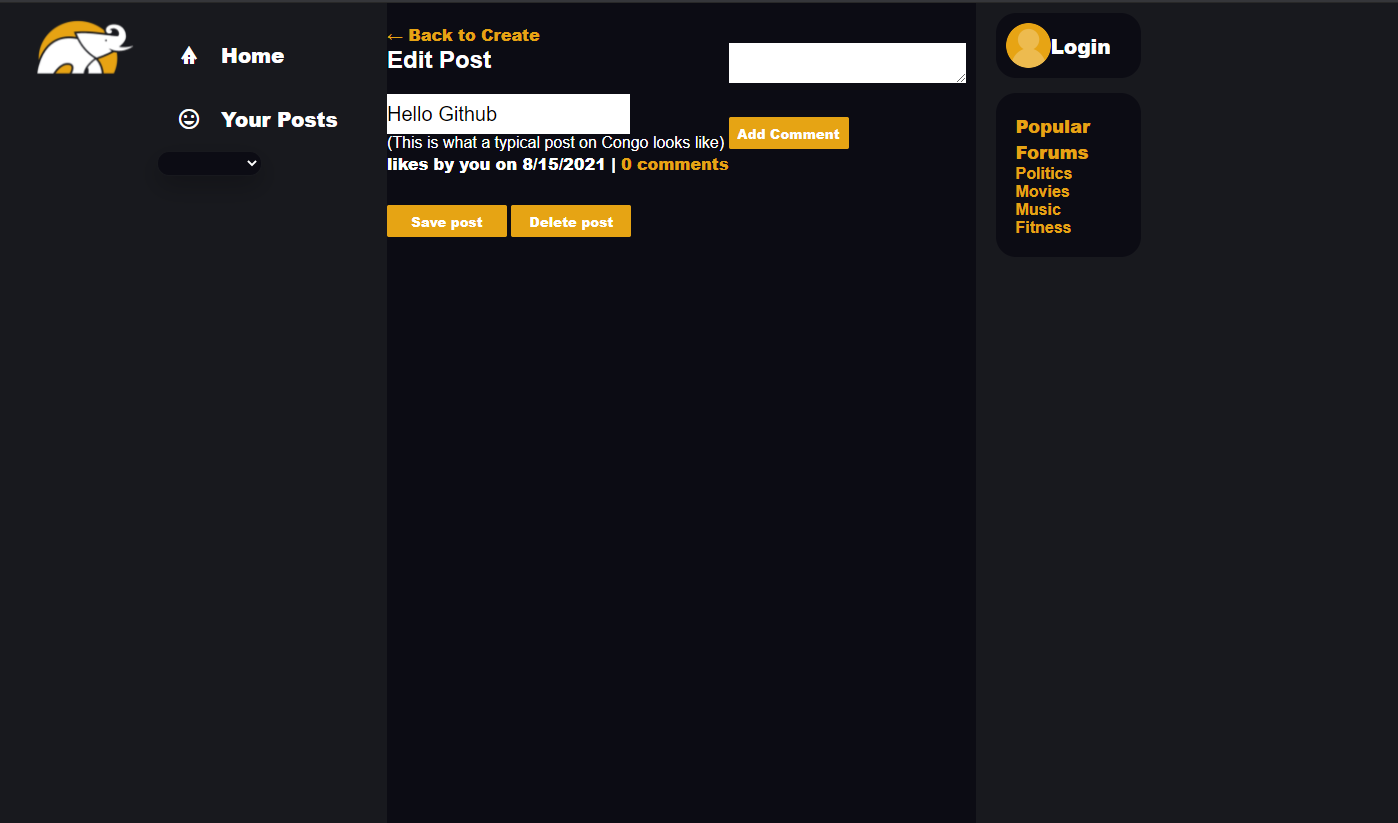 Home
Your Posts
← Back to Create
Edit Post
Hello Github
(This is what a typical post on Congo looks like)
likes by you on 8/15/2021 | 0 comments
Save post
Delete post
Add Comment
Login
Popular
Forums
Politics
Movies
Music
Fitness